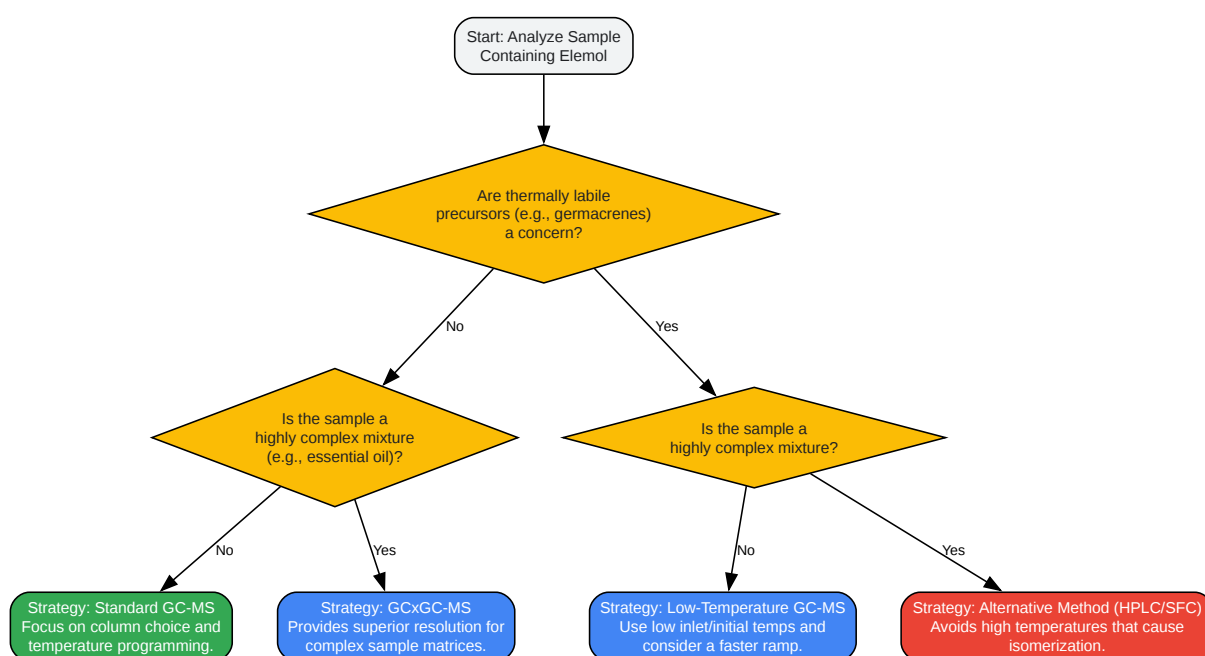 Start: Analyze Sample
Containing Elemol
Are thermally labile
precursors (e.g., germacrenes)
a concern?
No
Yes
Is the sample a
highly complex mixture
(e.g., essential oil)?
Is the sample a
highly complex mixture?
No
Yes
No
Yes
Strategy: Standard GC-MS
Focus on column choice and
temperature programming.
Strategy: GCxGC-MS
Provides superior resolution for
complex sample matrices.
Strategy: Low-Temperature GC-MS
Use low inlet/initial temps and
consider a faster ramp.
Strategy: Alternative Method (HPLC/SFC)
Avoids high temperatures that cause
isomerization.